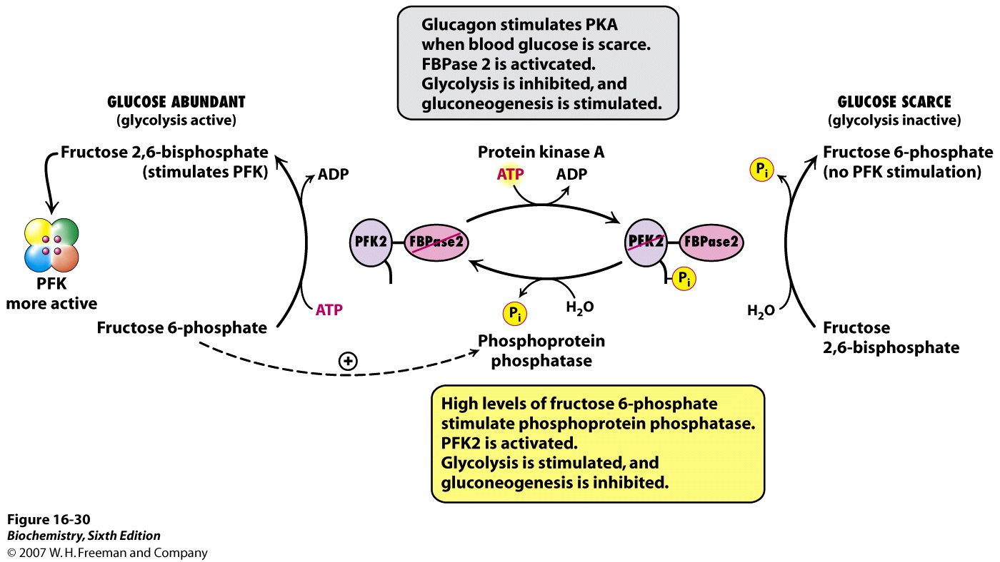 Glucagon stimulates PKA
when blood glucose is scarce.
FBPase 2 is activcated.
Glycolysis is inhibited, and
gluconeogenesis is stimulated.
GLUCOSE ABUNDANT
(glycolysis active)
GLUCOSE SCARCE
(glycolysis inactive)
Fructose 2,6-bisphosphate
(stimulates PFK)
ADP
PFK
more active
ATP
Fructose 6-phosphate
Protein kinase A
ATP
ADP
PFK2
FBPase2
PFK2
FBPase2
Pi
Pi
H2O
Phosphoprotein
phosphatase
+
Pi
Fructose 6-phosphate
(no PFK stimulation)
H2O
Fructose
2,6-bisphosphate
High levels of fructose 6-phosphate
stimulate phosphoprotein phosphatase.
PFK2 is activated.
Glycolysis is stimulated, and
gluconeogenesis is inhibited.
Figure 16-30
Biochemistry, Sixth Edition
© 2007 W. H. Freeman and Company